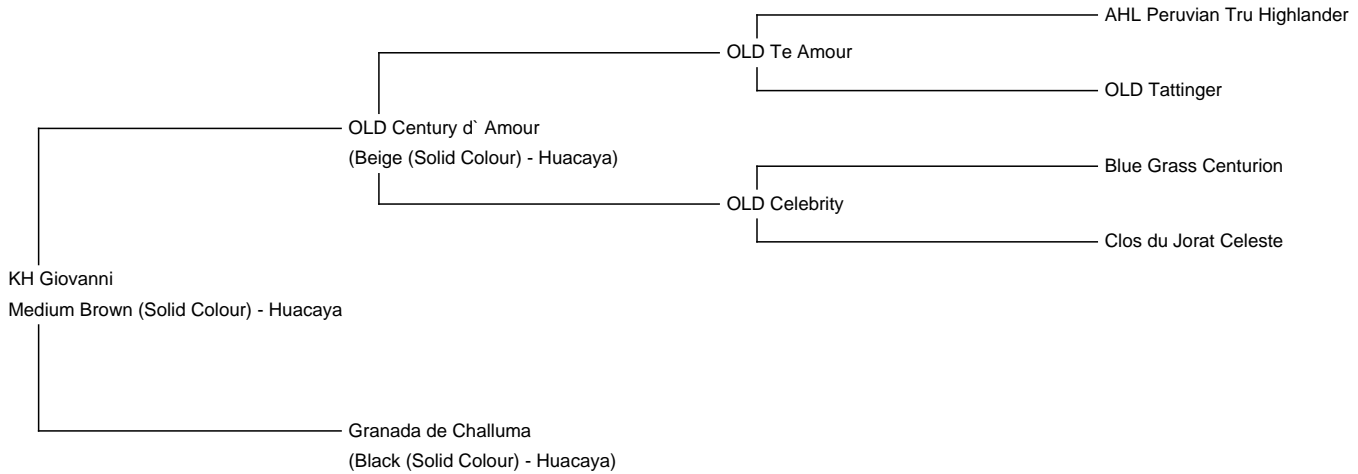 AHL Peruvian Tru Highlander
OLD Te Amour
OLD Tattinger
OLD Century d` Amour
(Beige (Solid Colour) - Huacaya)
Blue Grass Centurion
OLD Celebrity
Clos du Jorat Celeste
KH Giovanni
Medium Brown (Solid Colour) - Huacaya
Granada de Challuma
(Black (Solid Colour) - Huacaya)